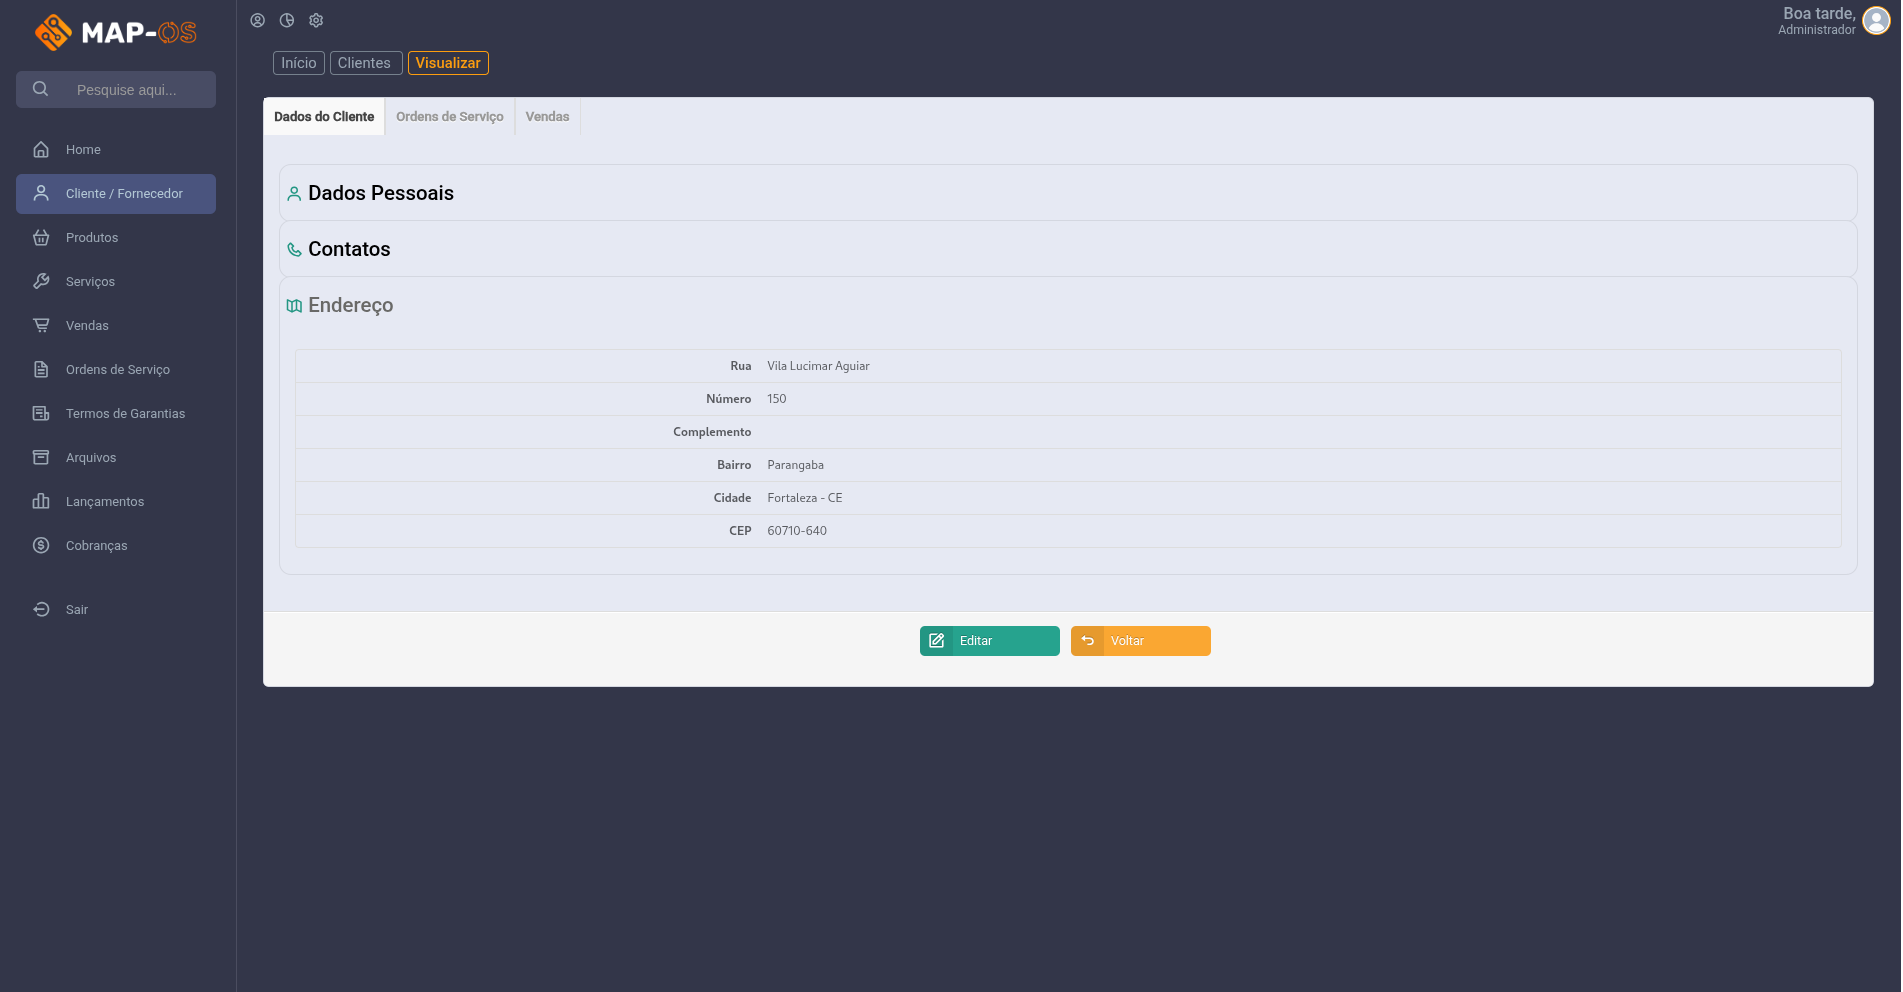 MAP-OS
Boa tarde,
Administrador
Pesquise aqui...
Início
Clientes
Visualizar
Home
Cliente / Fornecedor
Produtos
Serviços
Vendas
Ordens de Serviço
Termos de Garantias
Arquivos
Lançamentos
Cobranças
Sair
Dados do Cliente
Ordens de Serviço
Vendas
Dados Pessoais
Contatos
Endereço
Rua Vila Lucimar Aguiar
Número 150
Complemento
Bairro Parangaba
Cidade Fortaleza - CE
CEP 60710-640
Editar
Voltar